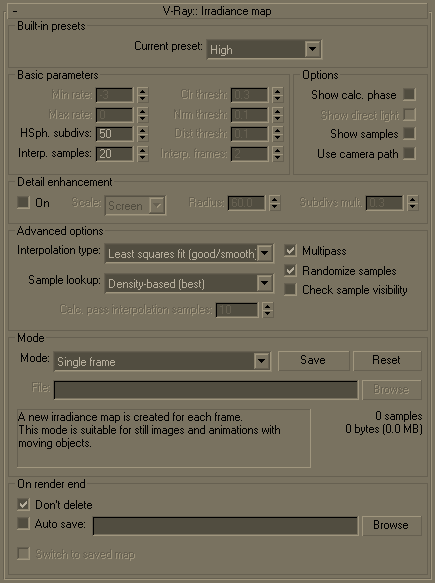 V-Ray:: Irradiance map
Built-in presets
Current preset: High
Basic parameters
Min rate: -3 Clr thresh: 0.3
Max rate: 0 Nrm thresh: 0.1
HSph. subdivs: 50 Dist thresh: 0.1
Interp. samples: 20 Interp. frames: 2
Options
Show calc. phase
Show direct light
Show samples
Use camera path
Detail enhancement
On Scale: Screen Radius: 60.0 Subdivs mult. 0.3
Advanced options
Interpolation type: Least squares fit (good/smooth) Multipass
Randomize samples
Sample lookup: Density-based (best) Check sample visibility
Calc. pass interpolation samples: 10
Mode
Mode: Single frame Save Reset
File: Browse
A new irradiance map is created for each frame.
This mode is suitable for still images and animations with
moving objects.
0 samples
0 bytes (0.0 MB)
On render end
Don't delete
Auto save: Browse
Switch to saved map